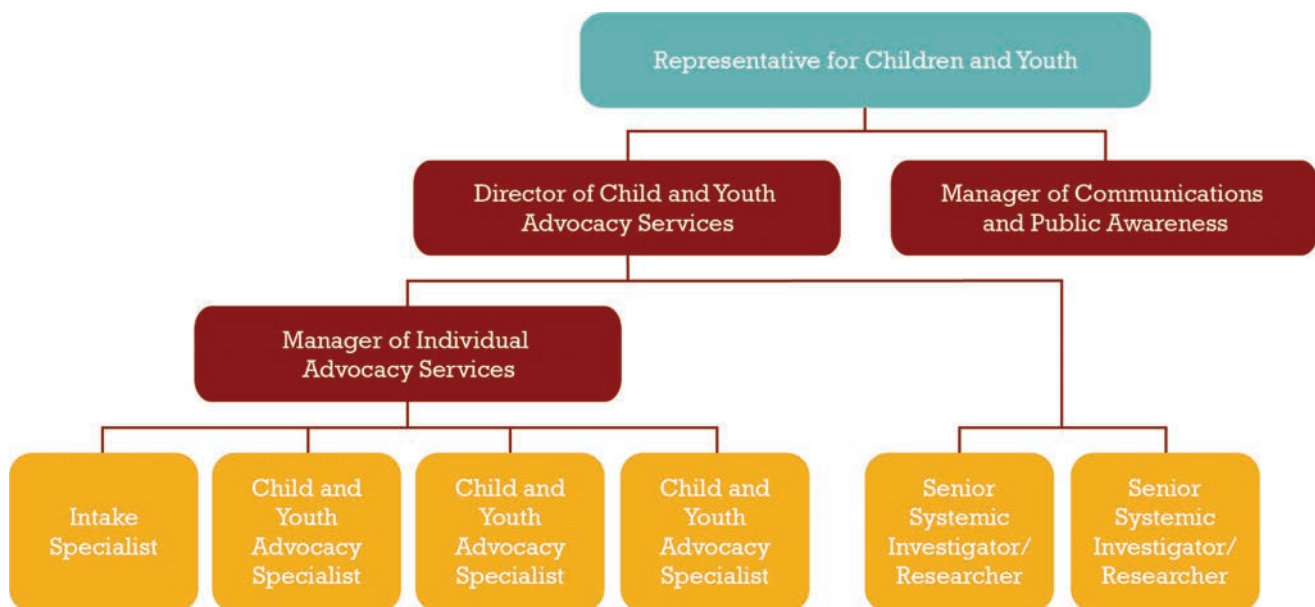 Representative for Children and Youth
Director of Child and Youth
Advocacy Services
Manager of Communications
and Public Awareness
Manager of Individual
Advocacy Services
Intake
Specialist
Child and
Youth
Advocacy
Specialist
Child and
Youth
Advocacy
Specialist
Child and
Youth
Advocacy
Specialist
Senior
Systemic
Investigator/
Researcher
Senior
Systemic
Investigator/
Researcher